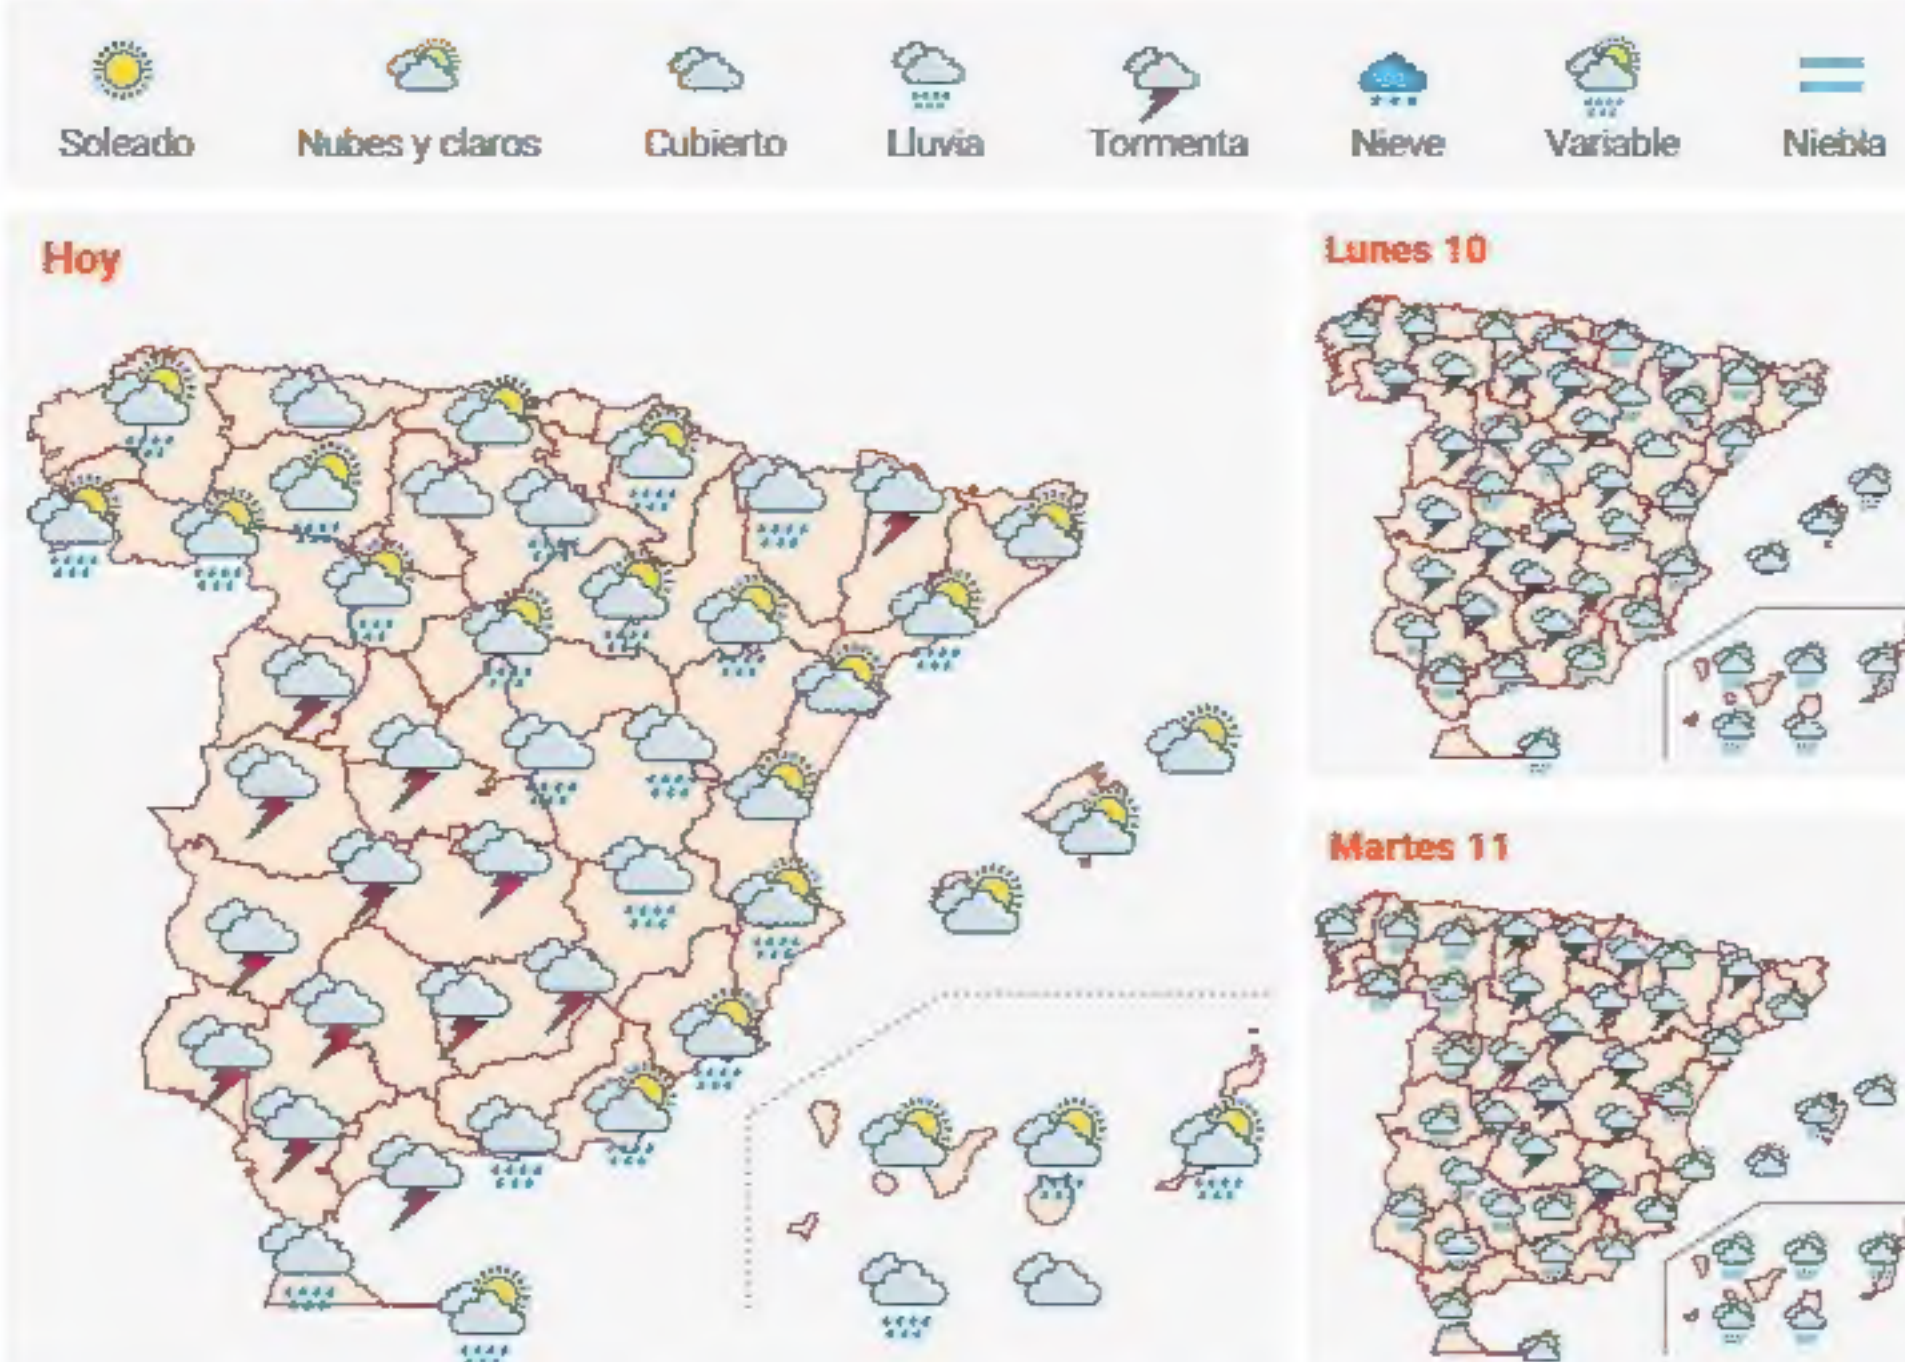 Soleado Nubes y claros Cubierto Lluvia Tormenta Nieve Variable Niebla
Hoy
Lunes 10
Martes 11